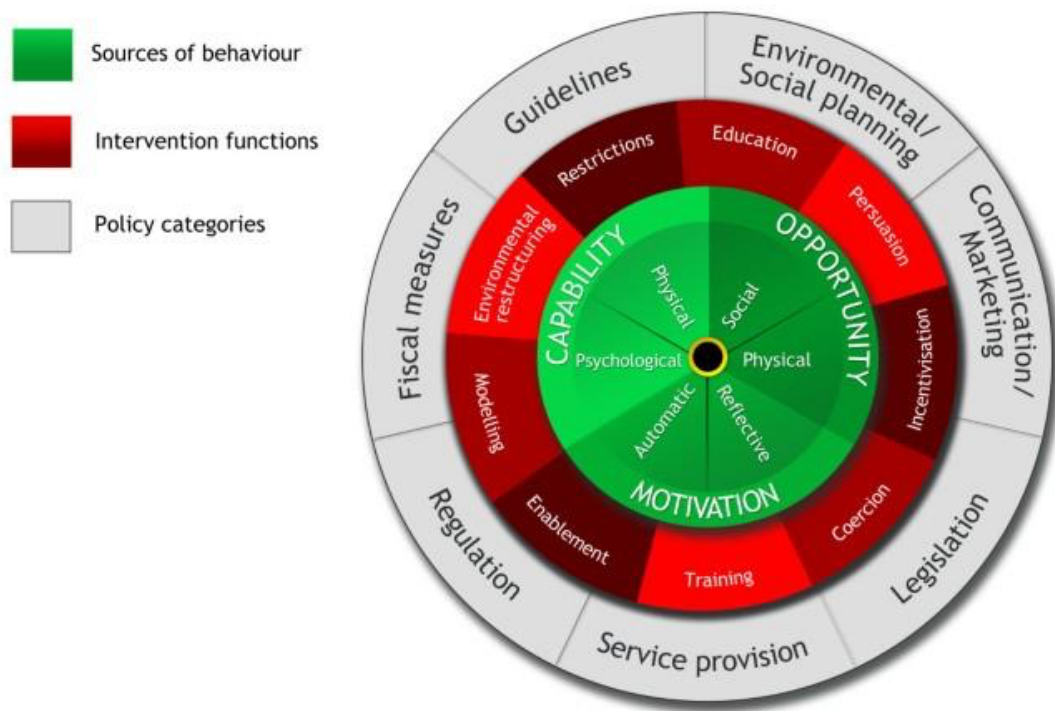 Sources of behaviour
Intervention functions
Policy categories
Guidelines
Environmental/
Social planning
Communication/
Marketing
Legislation
Service provision
Regulation
Fiscal measures
Restrictions
Education
Persuasion
Incentivisation
Coercion
Training
Enablement
Modelling
Environmental
restructuring
CAPABILITY
OPPORTUNITY
MOTIVATION
Physical
Social
Physical
Reflective
Automatic
Psychological